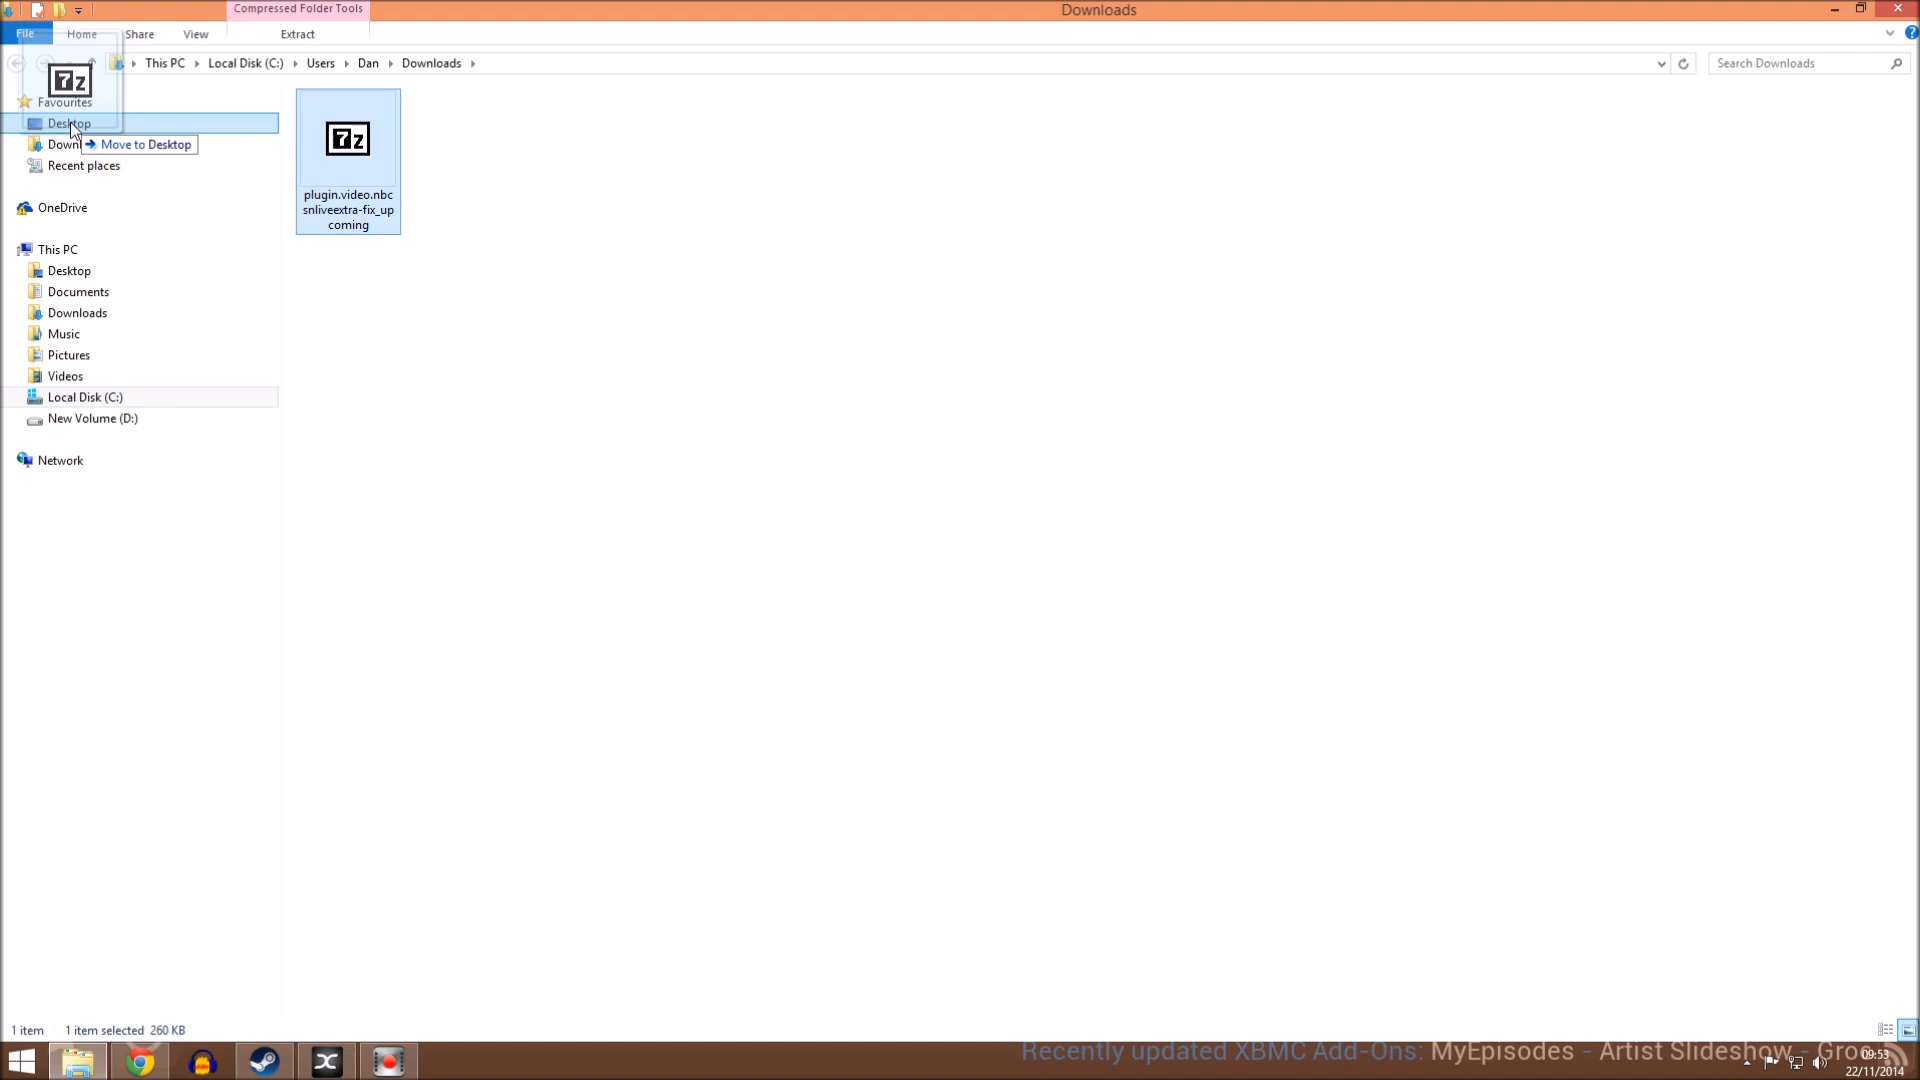 Compressed Folder Tools
Downloads
File
Home
Share
View
Extract
This PC
Local Disk (C:)
Users
Dan
Downloads
Search Downloads
7z
Favourites
Desktop
Move to Desktop
Downl
Recent places
OneDrive
This PC
Desktop
Documents
Downloads
Music
Pictures
Videos
Local Disk (C:)
New Volume (D:)
Network
7z
plugin.video.nbc
snliveextra-fix_up
coming
1 item
1 item selected 260 KB
Recently updated XBMC Add-Ons: MyEpisodes - Artist Slideshow - Groo
09:53
22/11/2014